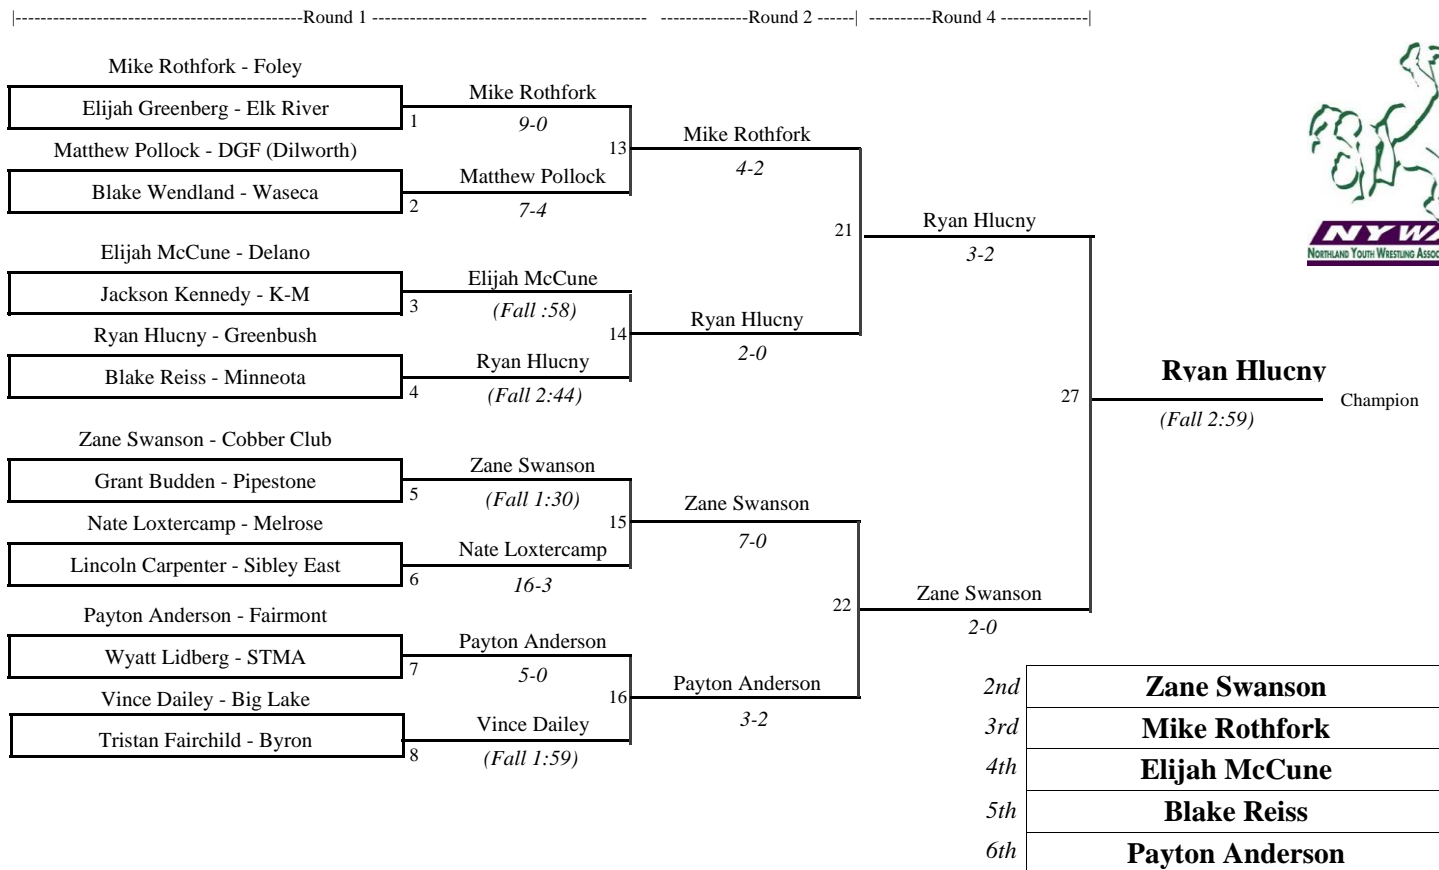 |-----------------------------------------------Round 1 --------------------------------------------- --------------Round 2 ------| ----------Round 4 --------------|
Mike Rothfork - Foley
Elijah Greenberg - Elk River
1
Mike Rothfork
9-0
Matthew Pollock - DGF (Dilworth)
Blake Wendland - Waseca
2
Matthew Pollock
7-4
13
Mike Rothfork
4-2
Elijah McCune - Delano
Jackson Kennedy - K-M
3
Elijah McCune
(Fall :58)
Ryan Hlucny - Greenbush
Blake Reiss - Minneota
4
Ryan Hlucny
(Fall 2:44)
14
Ryan Hlucny
2-0
21
Ryan Hlucny
3-2
Zane Swanson - Cobber Club
Grant Budden - Pipestone
5
Zane Swanson
(Fall 1:30)
Nate Loxtercamp - Melrose
Lincoln Carpenter - Sibley East
6
Nate Loxtercamp
16-3
15
Zane Swanson
7-0
Payton Anderson - Fairmont
Wyatt Lidberg - STMA
7
Payton Anderson
5-0
Vince Dailey - Big Lake
Tristan Fairchild - Byron
8
Vince Dailey
(Fall 1:59)
16
Payton Anderson
3-2
22
Zane Swanson
2-0
27
Ryan Hlucny
(Fall 2:59)
Champion
NYWA
Northland Youth Wrestling
2nd Zane Swanson
3rd Mike Rothfork
4th Elijah McCune
5th Blake Reiss
6th Payton Anderson